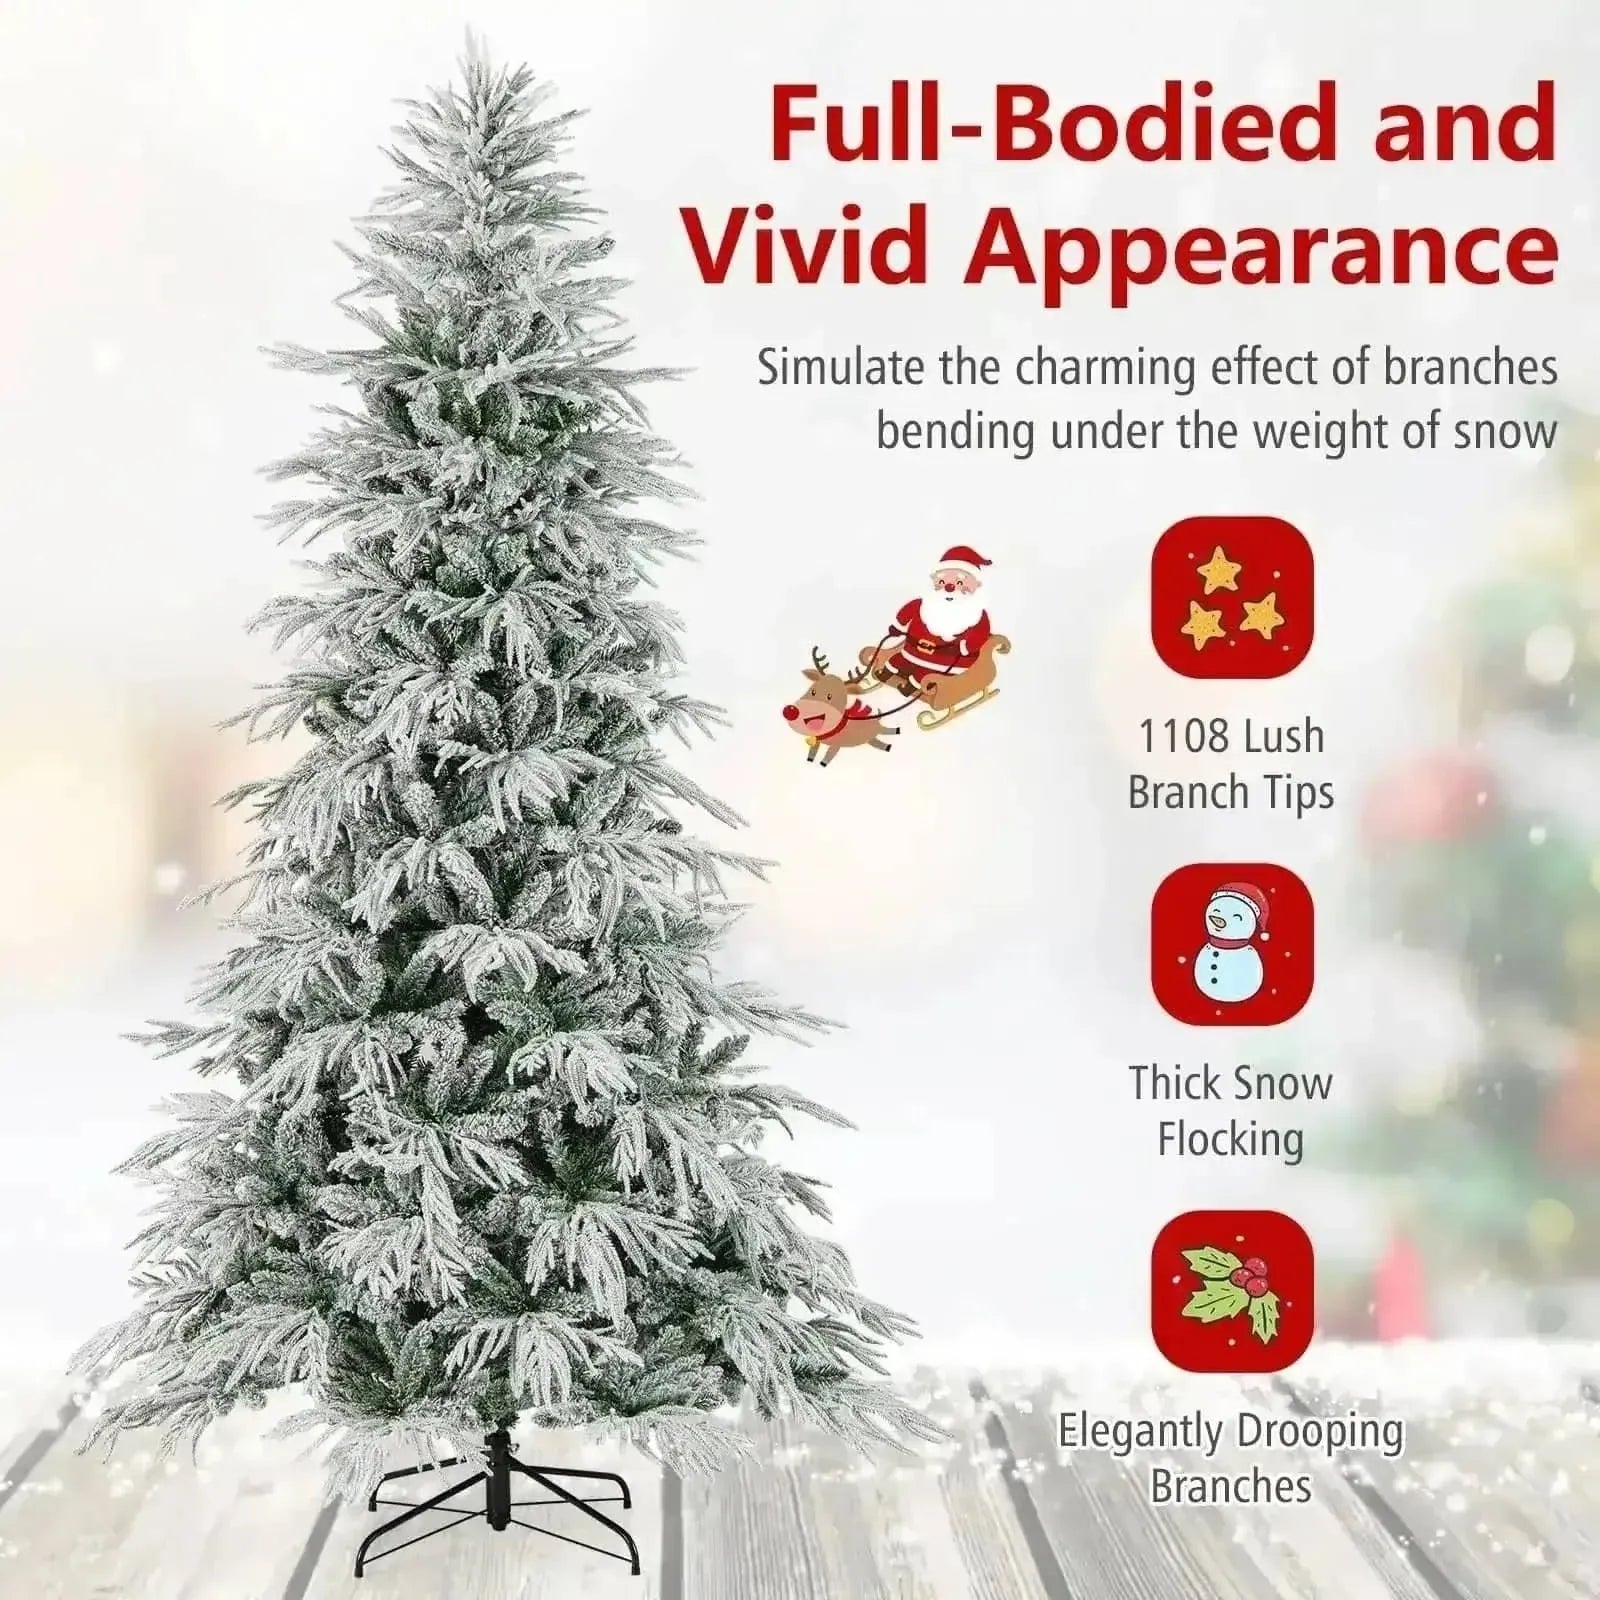 Full-Bodied and
Vivid Appearance
Simulate the charming effect of branches
bending under the weight of snow
1108 Lush
Branch Tips
Thick Snow
Flocking
Elegantly Drooping
Branches